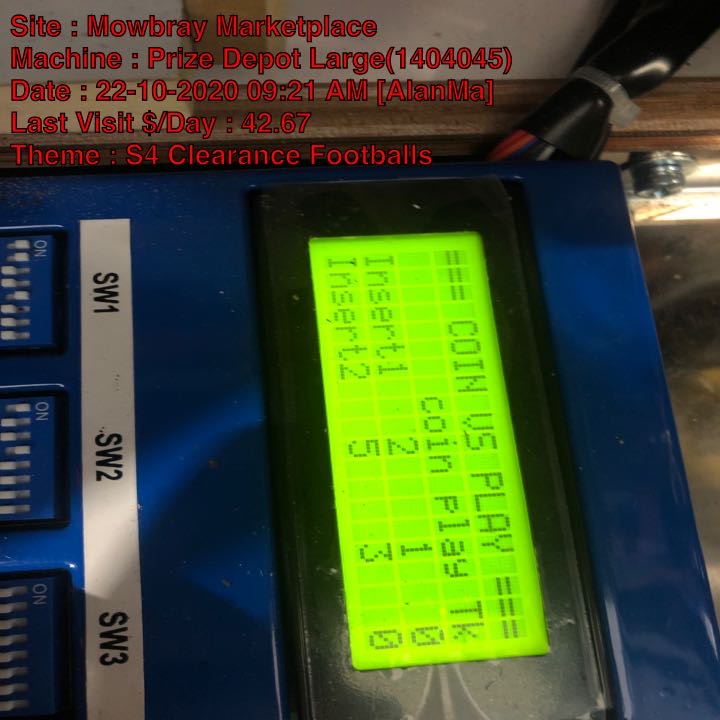 Site : Mowbray Marketplace
Machine : Prize Depot Large(1404045)
Date : 22-10-2020 09:21 AM [AlanMa]
Last Visit $/Day : 42.67
Theme : S4 Clearance Footballs
=== COIN VS PLAY ===
coin Play TK
Insert1 2 1 0
Insert2 5 3 0
ON
SW1
ON
SW2
ON
SW3